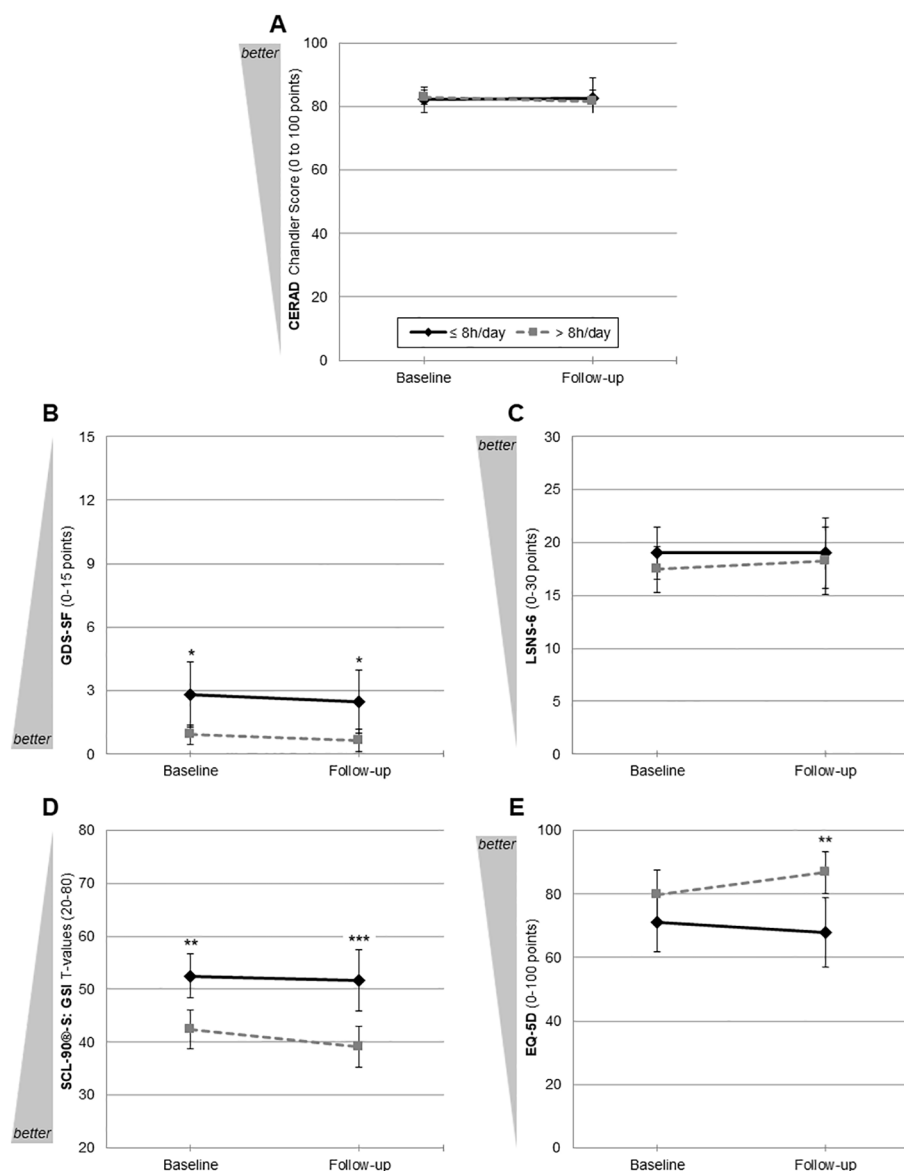 A
better
CERAD Chandler Score (0 to 100 points)
100
80
60
40
20
0
≤ 8h/day > 8h/day
Baseline Follow-up
B
better
GDS-SF (0-15 points)
15
12
9
6
3
0
* *
Baseline Follow-up
C
better
LSNS-6 (0-30 points)
30
25
20
15
10
5
0
Baseline Follow-up
D
better
SCL-90®-S: GSI T-values (20-80)
80
70
60
50
40
30
20
** ***
Baseline Follow-up
E
better
EQ-5D (0-100 points)
100
80
60
40
20
0
**
Baseline Follow-up